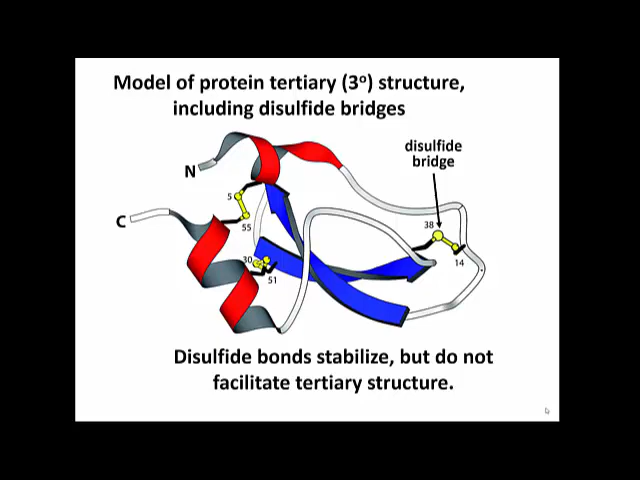 Model of protein tertiary (3º) structure,
including disulfide bridges
disulfide
bridge
N
C
5
55
30
51
38
14
Disulfide bonds stabilize, but do not
facilitate tertiary structure.